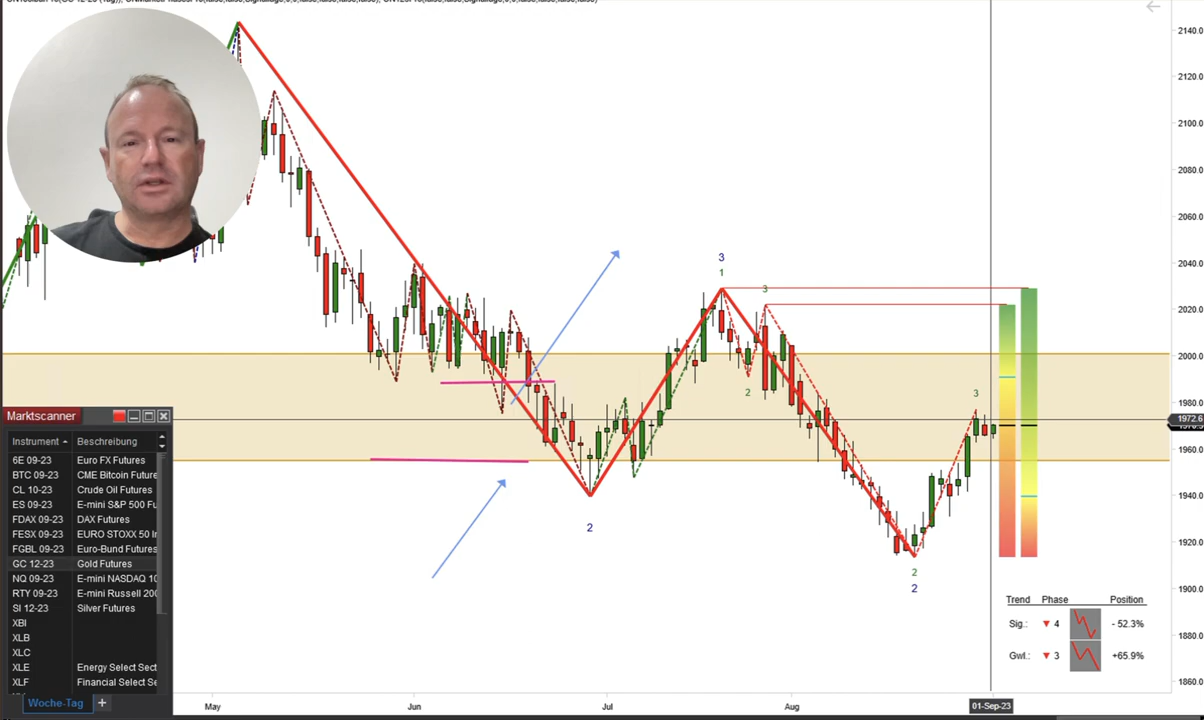 2140.0
2120.0
2100.0
2080.0
2060.0
2040.0
2020.0
2000.0
1980.0
1972.6
1960.0
1940.0
1920.0
1900.0
1880.0
1860.0
3
1
3
2
2
3
2
2
Marktscanner
Instrument Beschreibung
6E 09-23 Euro FX Futures
BTC 09-23 CME Bitcoin Future
CL 10-23 Crude Oil Futures
ES 09-23 E-mini S&P 500 Fu
FDAX 09-23 DAX Futures
FESX 09-23 EURO STOXX 50 In
FGBL 09-23 Euro-Bund Futures
GC 12-23 Gold Futures
NQ 09-23 E-mini NASDAQ 10
RTY 09-23 E-mini Russell 200
SI 12-23 Silver Futures
XBI
XLB
XLC
XLE Energy Select Sect
XLF Financial Select Se
Woche-Tag +
Trend Phase Position
Sig.: 4 - 52.3%
Gwl.: 3 +65.9%
May Jun Jul Aug 01-Sep-23